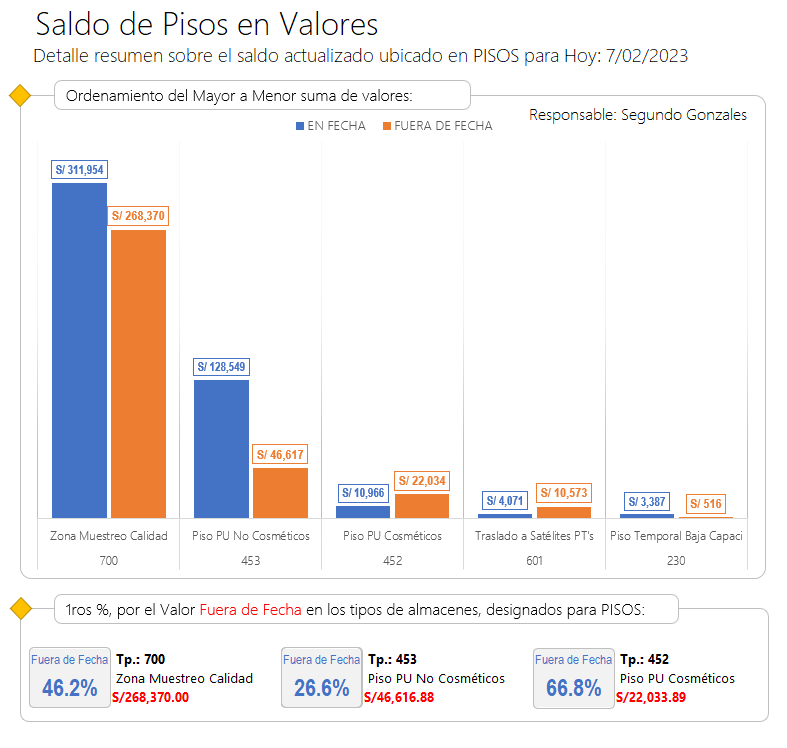 Saldo de Pisos en Valores
Detalle resumen sobre el saldo actualizado ubicado en PISOS para Hoy: 7/02/2023
Ordenamiento del Mayor a Menor suma de valores:
Responsable: Segundo Gonzales
EN FECHA FUERA DE FECHA
S/ 311,954
S/ 268,370
S/ 128,549
S/ 46,617
S/ 10,966
S/ 22,034
S/ 4,071
S/ 10,573
S/ 3,387
S/ 516
Zona Muestreo Calidad Piso PU No Cosméticos Piso PU Cosméticos Traslado a Satélites PT's Piso Temporal Baja Capaci
700 453 452 601 230
1ros %, por el Valor Fuera de Fecha en los tipos de almacenes, designados para PISOS:
Fuera de Fecha
46.2%
Tp.: 700
Zona Muestreo Calidad
S/268,370.00
Fuera de Fecha
26.6%
Tp.: 453
Piso PU No Cosméticos
S/46,616.88
Fuera de Fecha
66.8%
Tp.: 452
Piso PU Cosméticos
S/22,033.89